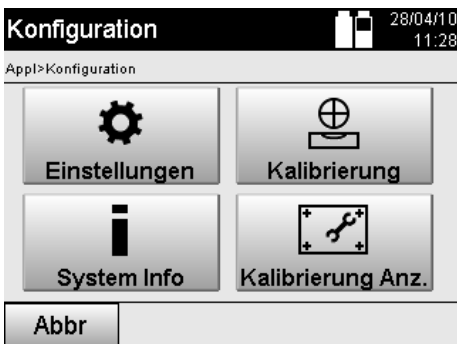 Konfiguration
28/04/10
11:28
Appl>Konfiguration
Einstellungen
Kalibrierung
System Info
Kalibrierung Anz.
Abbr